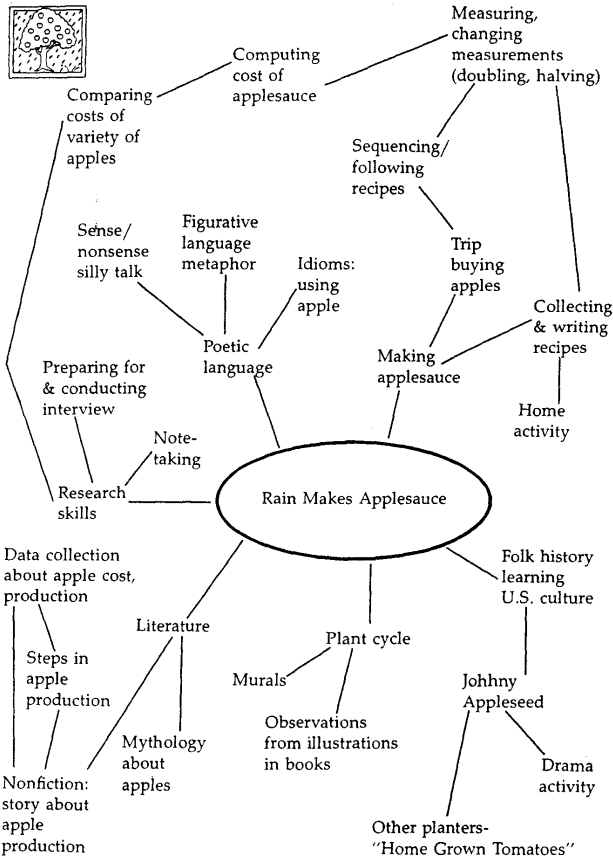 Measuring,
changing
measurements
(doubling, halving)
Computing
cost of
applesauce
Comparing
costs of
variety of
apples
Sequencing/
following
recipes
Sense/
nonsense
silly talk
Figurative
language
metaphor
Idioms:
using
apple
Trip
buying
apples
Collecting
& writing
recipes
Poetic
language
Making
applesauce
Home
activity
Preparing for
& conducting
interview
Note-
taking
Research
skills
Rain Makes Applesauce
Data collection
about apple cost,
production
Folk history
learning
U.S. culture
Literature
Plant cycle
Steps in
apple
production
Murals
Johhny
Appleseed
Observations
from illustrations
in books
Mythology
about
apples
Drama
activity
Nonfiction:
story about
apple
production
Other planters-
"Home Grown Tomatoes"